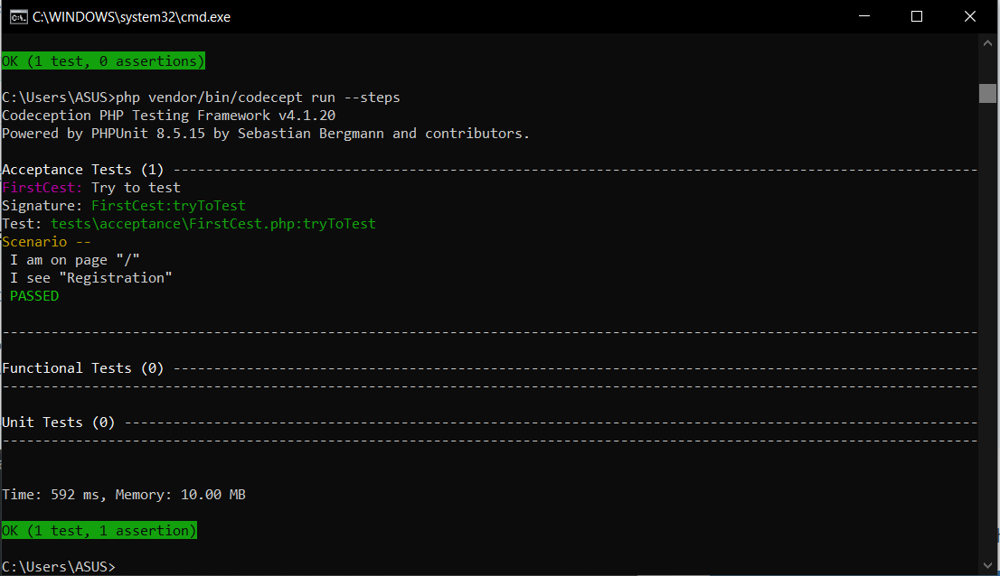 C:\WINDOWS\system32\cmd.exe
OK (1 test, 0 assertions)
C:\Users\ASUS>php vendor/bin/codecept run --steps
Codeception PHP Testing Framework v4.1.20
Powered by PHPUnit 8.5.15 by Sebastian Bergmann and contributors.
Acceptance Tests (1) ----------------------------------------------------------------------------------------------------
FirstCest: Try to test
Signature: FirstCest:tryToTest
Test: tests\acceptance\FirstCest.php:tryToTest
Scenario --
I am on page "/"
I see "Registration"
PASSED
------------------------------------------------------------------------------------------------------------------------
Functional Tests (0) ----------------------------------------------------------------------------------------------------
------------------------------------------------------------------------------------------------------------------------
Unit Tests (0) ----------------------------------------------------------------------------------------------------------
------------------------------------------------------------------------------------------------------------------------
Time: 592 ms, Memory: 10.00 MB
OK (1 test, 1 assertion)
C:\Users\ASUS>